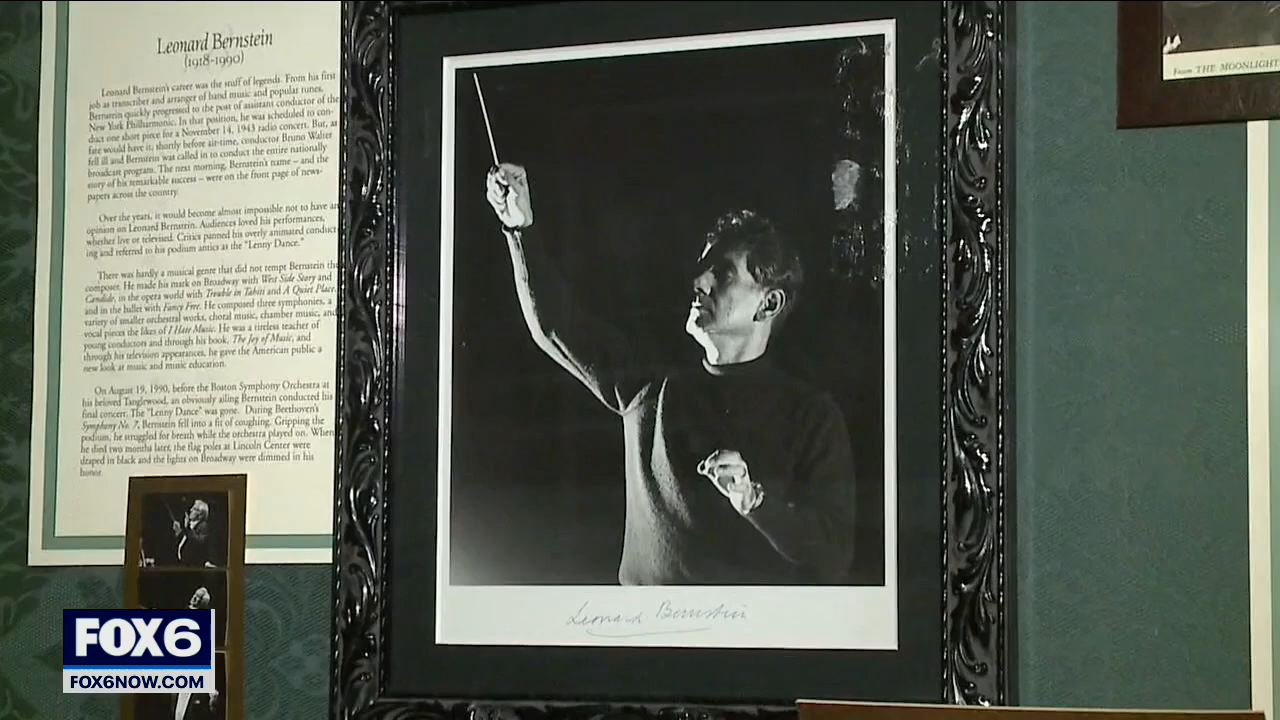 Leonard Bernstein
(1918-1990)
Leonard Bernstein's career was the stuff of legends. From his first
job as transcriber and arranger of band music and popular tunes,
Bernstein quickly progressed to the post of assistant conductor of the
New York Philharmonic. In that position, he was scheduled to con-
duct one short piece for a November 14, 1943 radio concert. But, as
fate would have it, shortly before air-time, conductor Bruno Walter
fell ill and Bernstein was called in to conduct the entire nationally
broadcast program. The next morning, Bernstein's name – and the
story of his remarkable success – were on the front page of news-
papers across the country.
Over the years, it would become almost impossible not to have an
opinion on Leonard Bernstein. Audiences loved his performances,
whether live or televised. Critics panned his overly animated conduct-
ing and referred to his podium antics as the "Lenny Dance."
There was hardly a musical genre that did not tempt Bernstein the
composer. He made his mark on Broadway with West Side Story and
Candide, in the opera world with Trouble in Tahiti and A Quiet Place,
and in the ballet with Fancy Free. He composed three symphonies, a
variety of smaller orchestral works, choral music, chamber music, and
vocal pieces the likes of I Hate Music. He was a tireless teacher of
young conductors and through his book, The Joy of Music, and
through his television appearances, he gave the American public a
new look at music and music education.
On August 19, 1990, before the Boston Symphony Orchestra at
his beloved Tanglewood, an obviously ailing Bernstein conducted his
final concert. The "Lenny Dance" was gone. During Beethoven's
Symphony No. 7, Bernstein fell into a fit of coughing. Gripping the
podium, he struggled for breath while the orchestra played on. When
he died two months later, the flag poles at Lincoln Center were
draped in black and the lights on Broadway were dimmed in his
honor.
Leonard Bernstein
From THE MOONLIGHT
FOX6
FOX6NOW.COM